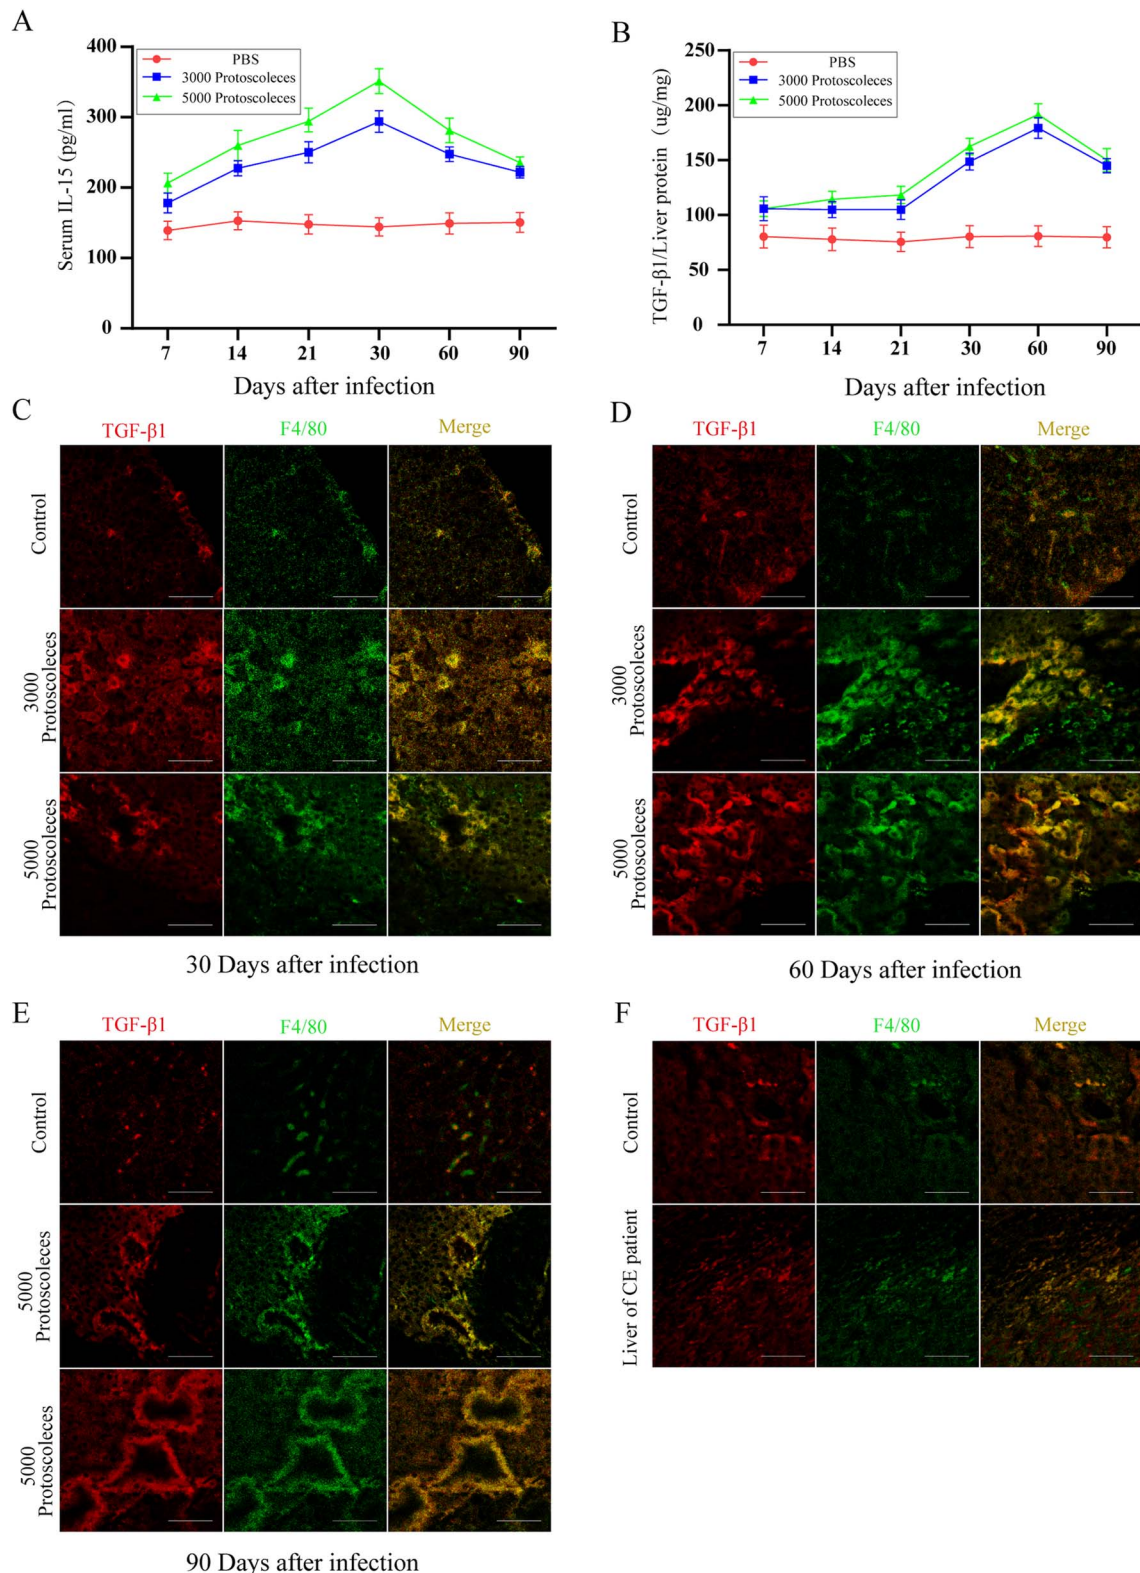 A
400
300
200
100
0
Serum IL-15 (pg/ml)
PBS
3000 Protoscoleces
5000 Protoscoleces
7 14 21 30 60 90
Days after infection
B
250
200
150
100
50
0
TGF-β1/Liver protein (ug/mg)
PBS
3000 Protoscoleces
5000 Protoscoleces
7 14 21 30 60 90
Days after infection
C
TGF-β1 F4/80 Merge
Control
3000
Protoscoleces
5000
Protoscoleces
30 Days after infection
D
TGF-β1 F4/80 Merge
Control
3000
Protoscoleces
5000
Protoscoleces
60 Days after infection
E
TGF-β1 F4/80 Merge
Control
5000
Protoscoleces
5000
Protoscoleces
90 Days after infection
F
TGF-β1 F4/80 Merge
Control
Liver of CE patient